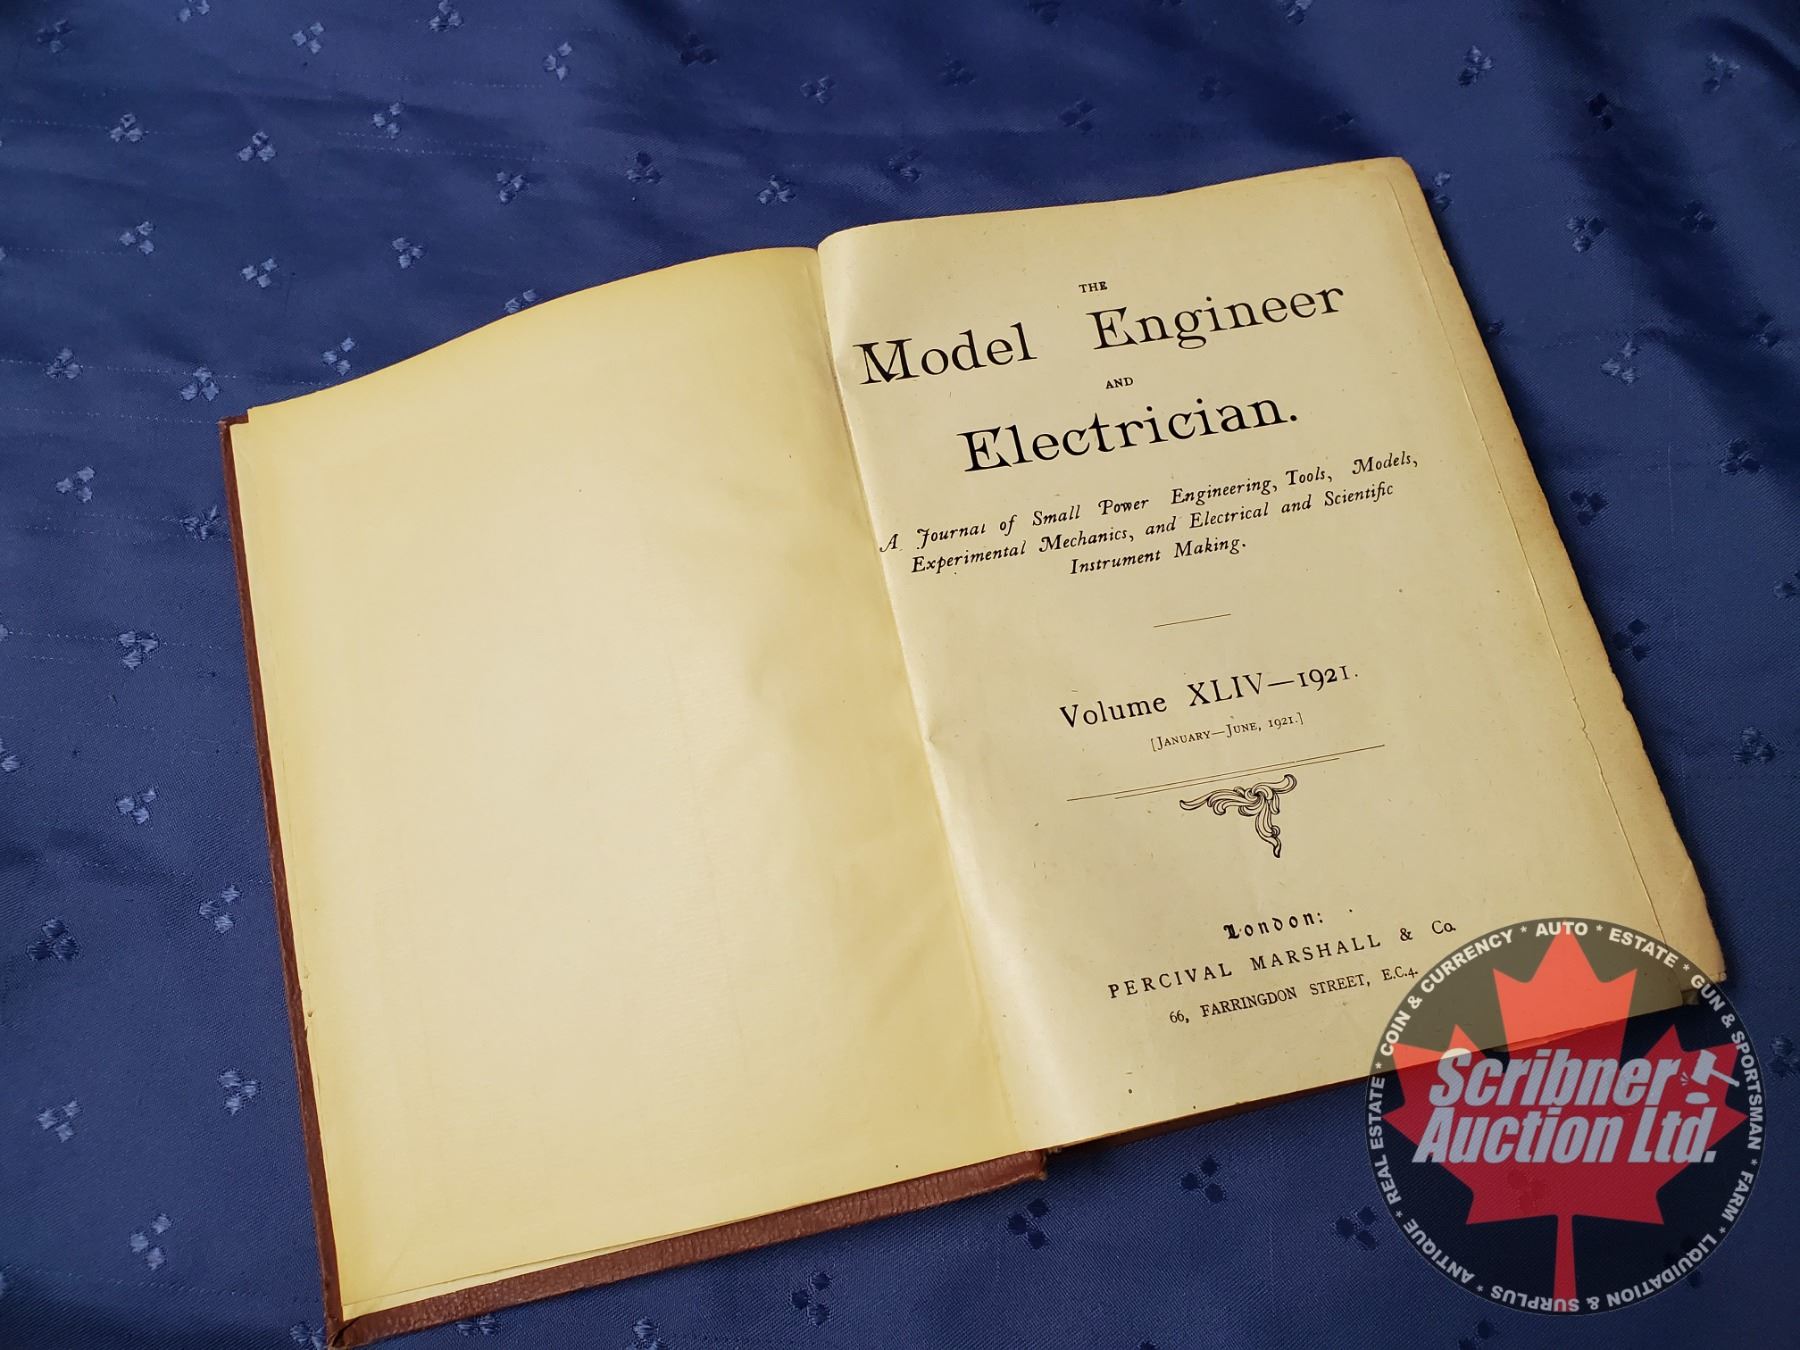 THE
Model Engineer
AND
Electrician.
A Journal of Small Power Engineering, Tools, Models,
Experimental Mechanics, and Electrical and Scientific
Instrument Making.
Volume XLIV—1921.
[JANUARY—JUNE, 1921.]
London:
PERCIVAL MARSHALL & Co.
66, FARRINGDON STREET, E.C.4.
Scribner
Auction Ltd.
* COIN & CURRENCY * AUTO * ESTATE * GUN & SPORTSMAN * FARM * LIQUIDATION & SURPLUS * ANTIQUE * REAL ESTATE